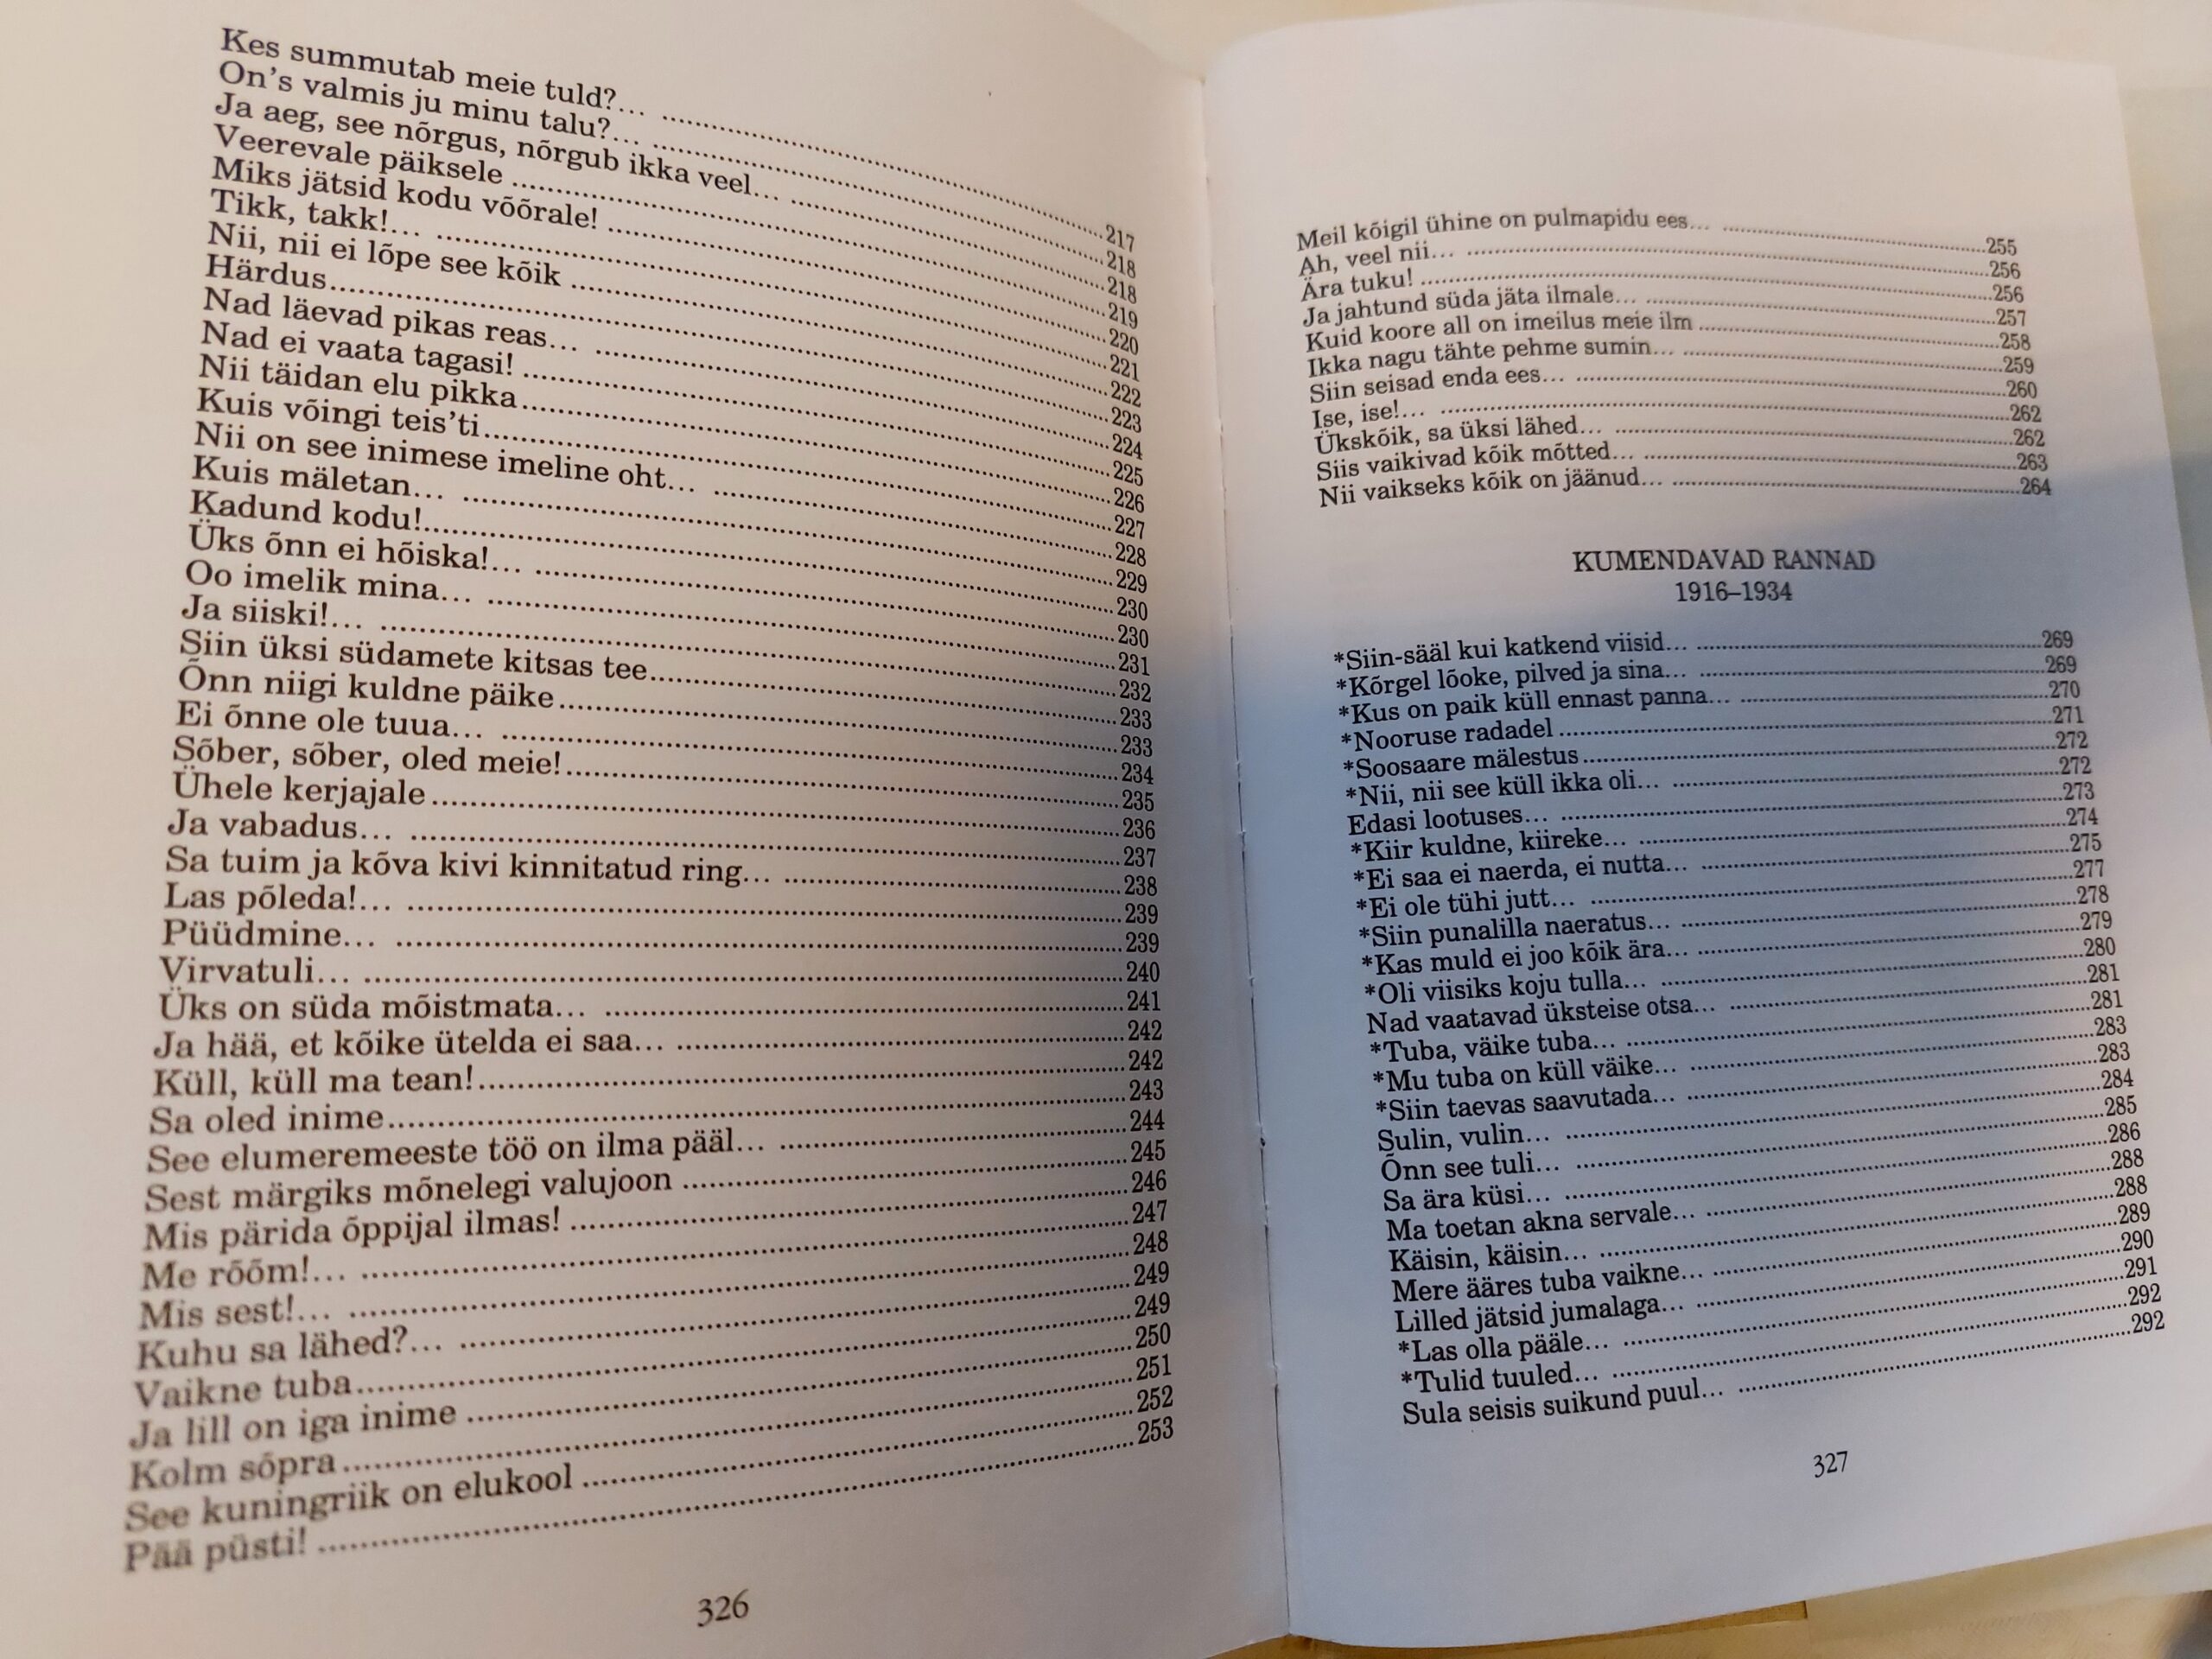 Kes summutab meie tuld?... ..........217
On's valmis ju minu talu?... ..........218
Ja aeg, see nõrgus, nõrgub ikka veel... ..........218
Veerevale päiksele ..........219
Miks jätsid kodu võõrale! ..........220
Tikk, takk!... ..........221
Nii, nii ei lõpe see kõik ..........222
Härdus..........223
Nad läevad pikas reas... ..........224
Nad ei vaata tagasi! ..........225
Nii täidan elu pikka..........226
Kuis võingi teis'ti..........227
Nii on see inimese imeline oht... ..........228
Kuis mäletan... ..........229
Kadund kodu!..........230
Üks õnn ei hõiska!... ..........230
Oo imelik mina... ..........231
Ja siiski!... ..........232
Siin üksi südamete kitsas tee..........233
Õnn niigi kuldne päike..........233
Ei õnne ole tuua... ..........234
Sõber, sõber, oled meie!..........235
Ühele kerjajale..........236
Ja vabadus... ..........237
Sa tuim ja kõva kivi kinnitatud ring... ..........238
Las põleda!... ..........239
Püüdmine... ..........239
Virvatuli... ..........240
Üks on süda mõistmata... ..........241
Ja hää, et kõike ütelda ei saa... ..........242
Küll, küll ma tean!..........242
Sa oled inime..........243
See elumeremeeste töö on ilma pääl... ..........244
Sest märgiks mõnelegi valujoon ..........245
Mis pärida õppijal ilmas! ..........246
Me rõõm!... ..........247
Mis sest!... ..........248
Kuhu sa lähed?... ..........249
Vaikne tuba..........249
Ja lill on iga inime ..........250
Kolm sõpra..........251
See kuningriik on elukool ..........252
Pää püsti! ..........253
326
Meil kõigil ühine on pulmapidu ees... ..........255
Ah, veel nii... ..........256
Ära tuku! ..........256
Ja jahtund süda jäta ilmale... ..........257
Kuid koore all on imeilus meie ilm ..........258
Ikka nagu tähte pehme sumin... ..........259
Siin seisad enda ees... ..........260
Ise, ise!... ..........262
Ükskõik, sa üksi lähed... ..........262
Siis vaikivad kõik mõtted... ..........263
Nii vaikseks kõik on jäänud... ..........264
KUMENDAVAD RANNAD
1916–1934
*Siin-sääl kui katkend viisid... ..........269
*Kõrgel lõoke, pilved ja sina... ..........269
*Kus on paik küll ennast panna... ..........270
*Nooruse radadel ..........271
*Soosaare mälestus..........272
*Nii, nii see küll ikka oli... ..........272
Edasi lootuses... ..........273
*Kiir kuldne, kiireke... ..........274
*Ei saa ei naerda, ei nutta... ..........275
*Ei ole tühi jutt... ..........277
*Siin punalilla naeratus... ..........278
*Kas muld ei joo kõik ära... ..........279
*Oli viisiks koju tulla... ..........280
Nad vaatavad üksteise otsa... ..........281
*Tuba, väike tuba... ..........281
*Mu tuba on küll väike... ..........283
*Siin taevas saavutada... ..........283
Sulin, vulin... ..........284
Õnn see tuli... ..........285
Sa ära küsi... ..........286
Ma toetan akna servale... ..........288
Käisin, käisin... ..........288
Mere ääres tuba vaikne... ..........289
Lilled jätsid jumalaga... ..........290
*Las olla pääle... ..........291
*Tulid tuuled... ..........292
Sula seisis suikund puul... ..........292
327